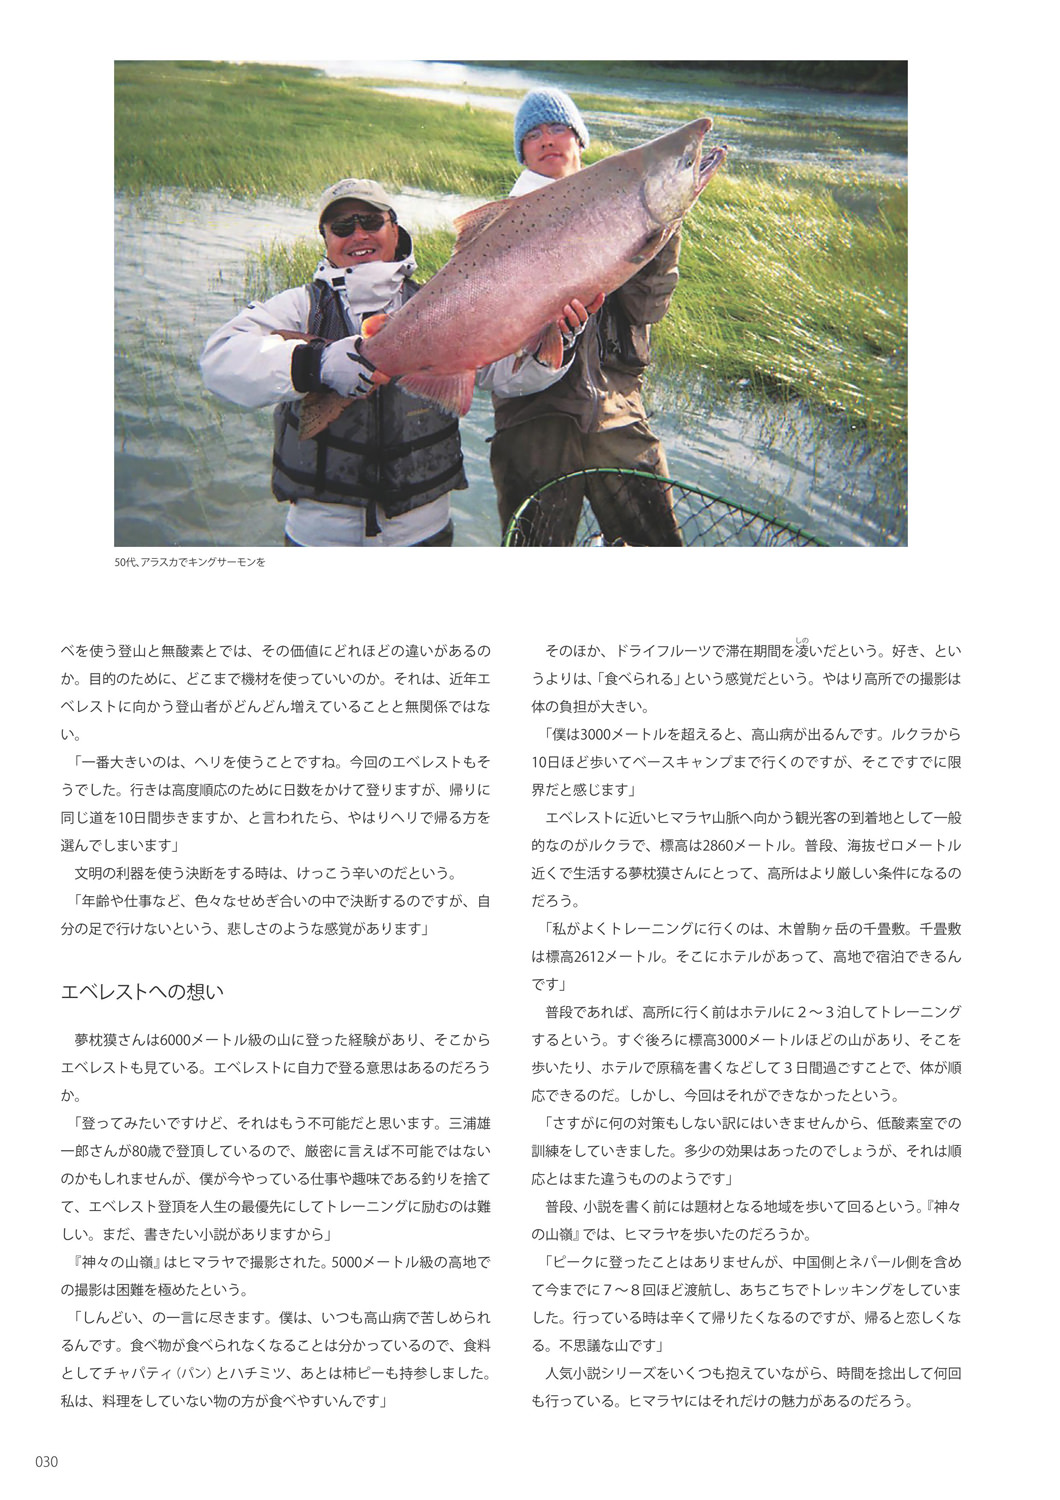 50代、アラスカでキングサーモンを
ベを使う登山と無酸素とでは、その価値にどれほどの違いがあるの
か。目的のために、どこまで機材を使っていいのか。それは、近年エ
ベレストに向かう登山者がどんどん増えていることと無関係ではな
い。
「一番大きいのは、ヘリを使うことですね。今回のエベレストもそ
うでした。行きは高度順応のために日数をかけて登りますが、帰りに
同じ道を10日間歩きますか、と言われたら、やはりヘリで帰る方を
選んでしまいます」
文明の利器を使う決断をする時は、けっこう辛いのだという。
「年齢や仕事など、色々なせめぎ合いの中で決断するのですが、自
分の足で行けないという、悲しさのような感覚があります」
エベレストへの想い
夢枕獏さんは6000メートル級の山に登った経験があり、そこから
エベレストも見ている。エベレストに自力で登る意思はあるのだろう
か。
「登ってみたいですけど、それはもう不可能だと思います。三浦雄
一郎さんが80歳で登頂しているので、厳密に言えば不可能ではない
のかもしれませんが、僕が今やっている仕事や趣味である釣りを捨て
て、エベレスト登頂を人生の最優先にしてトレーニングに励むのは難
しい。まだ、書きたい小説がありますから」
『神々の山嶺』はヒマラヤで撮影された。5000メートル級の高地で
の撮影は困難を極めたという。
「しんどい、の一言に尽きます。僕は、いつも高山病で苦しめられ
るんです。食べ物が食べられなくなることは分かっているので、食料
としてチャパティ（パン）とハチミツ、あとは柿ピーも持参しました。
私は、料理をしていない物の方が食べやすいんです」
しの
そのほか、ドライフルーツで滞在期間を凌いだという。好き、とい
うよりは、「食べられる」という感覚だという。やはり高所での撮影は
体の負担が大きい。
「僕は3000メートルを超えると、高山病が出るんです。ルクラから
10日ほど歩いてベースキャンプまで行くのですが、そこですでに限
界だと感じます」
エベレストに近いヒマラヤ山脈へ向かう観光客の到着地として一般
的なのがルクラで、標高は2860メートル。普段、海抜ゼロメートル
近くで生活する夢枕獏さんにとって、高所はより厳しい条件になるの
だろう。
「私がよくトレーニングに行くのは、木曽駒ヶ岳の千畳敷。千畳敷
は標高2612メートル。そこにホテルがあって、高地で宿泊できるん
です」
普段であれば、高所に行く前はホテルに２〜３泊してトレーニング
するという。すぐ後ろに標高3000メートルほどの山があり、そこを
歩いたり、ホテルで原稿を書くなどして３日間過ごすことで、体が順
応できるのだ。しかし、今回はそれができなかったという。
「さすがに何の対策もしない訳にはいきませんから、低酸素室での
訓練をしていきました。多少の効果はあったのでしょうが、それは順
応とはまた違うもののようです」
普段、小説を書く前には題材となる地域を歩いて回るという。『神々
の山嶺』では、ヒマラヤを歩いたのだろうか。
「ピークに登ったことはありませんが、中国側とネパール側を含め
て今までに７〜８回ほど渡航し、あちこちでトレッキングをしていま
した。行っている時は辛くて帰りたくなるのですが、帰ると恋しくな
る。不思議な山です」
人気小説シリーズをいくつも抱えていながら、時間を捻出して何回
も行っている。ヒマラヤにはそれだけの魅力があるのだろう。
030